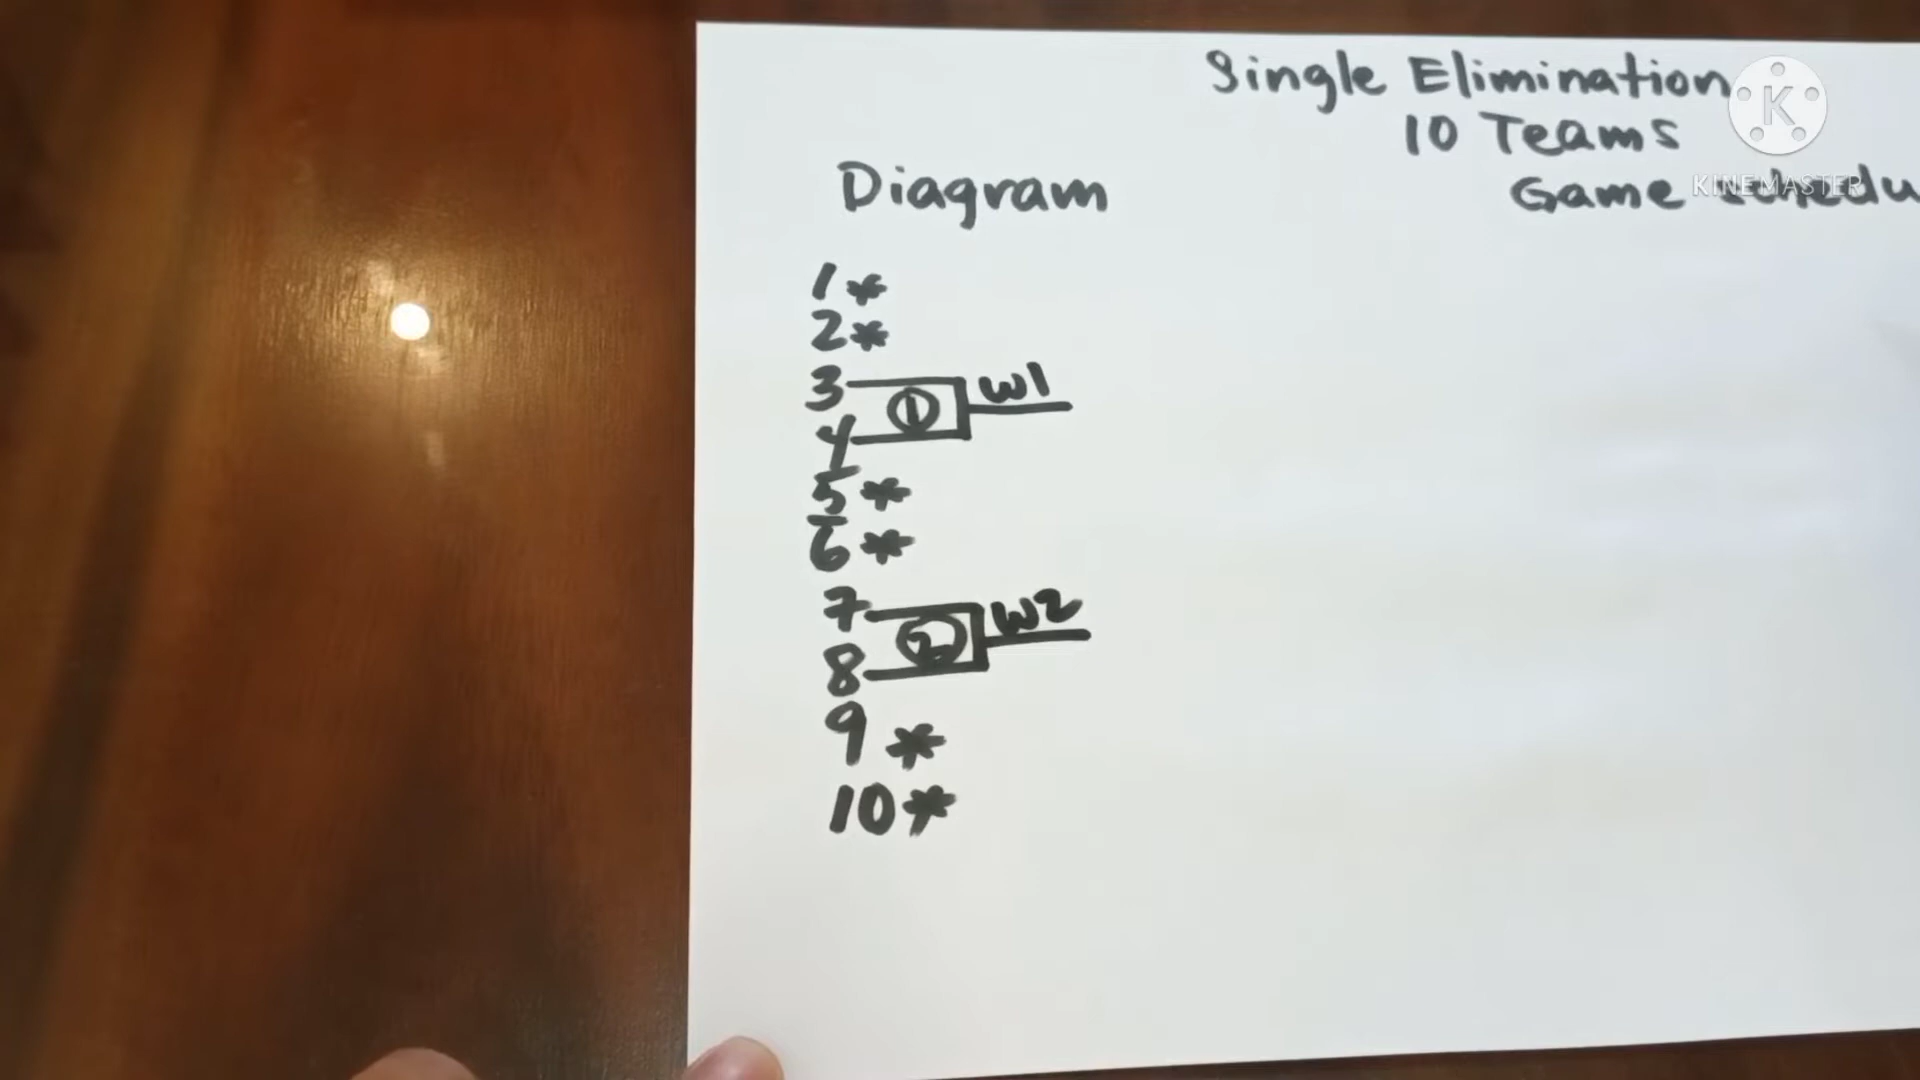 Single Elimination
10 Teams
Diagram
Game schedu
KINEMASTER
K
1*
2*
3
① W1
4
5*
6*
7
② W2
8
9 *
10*